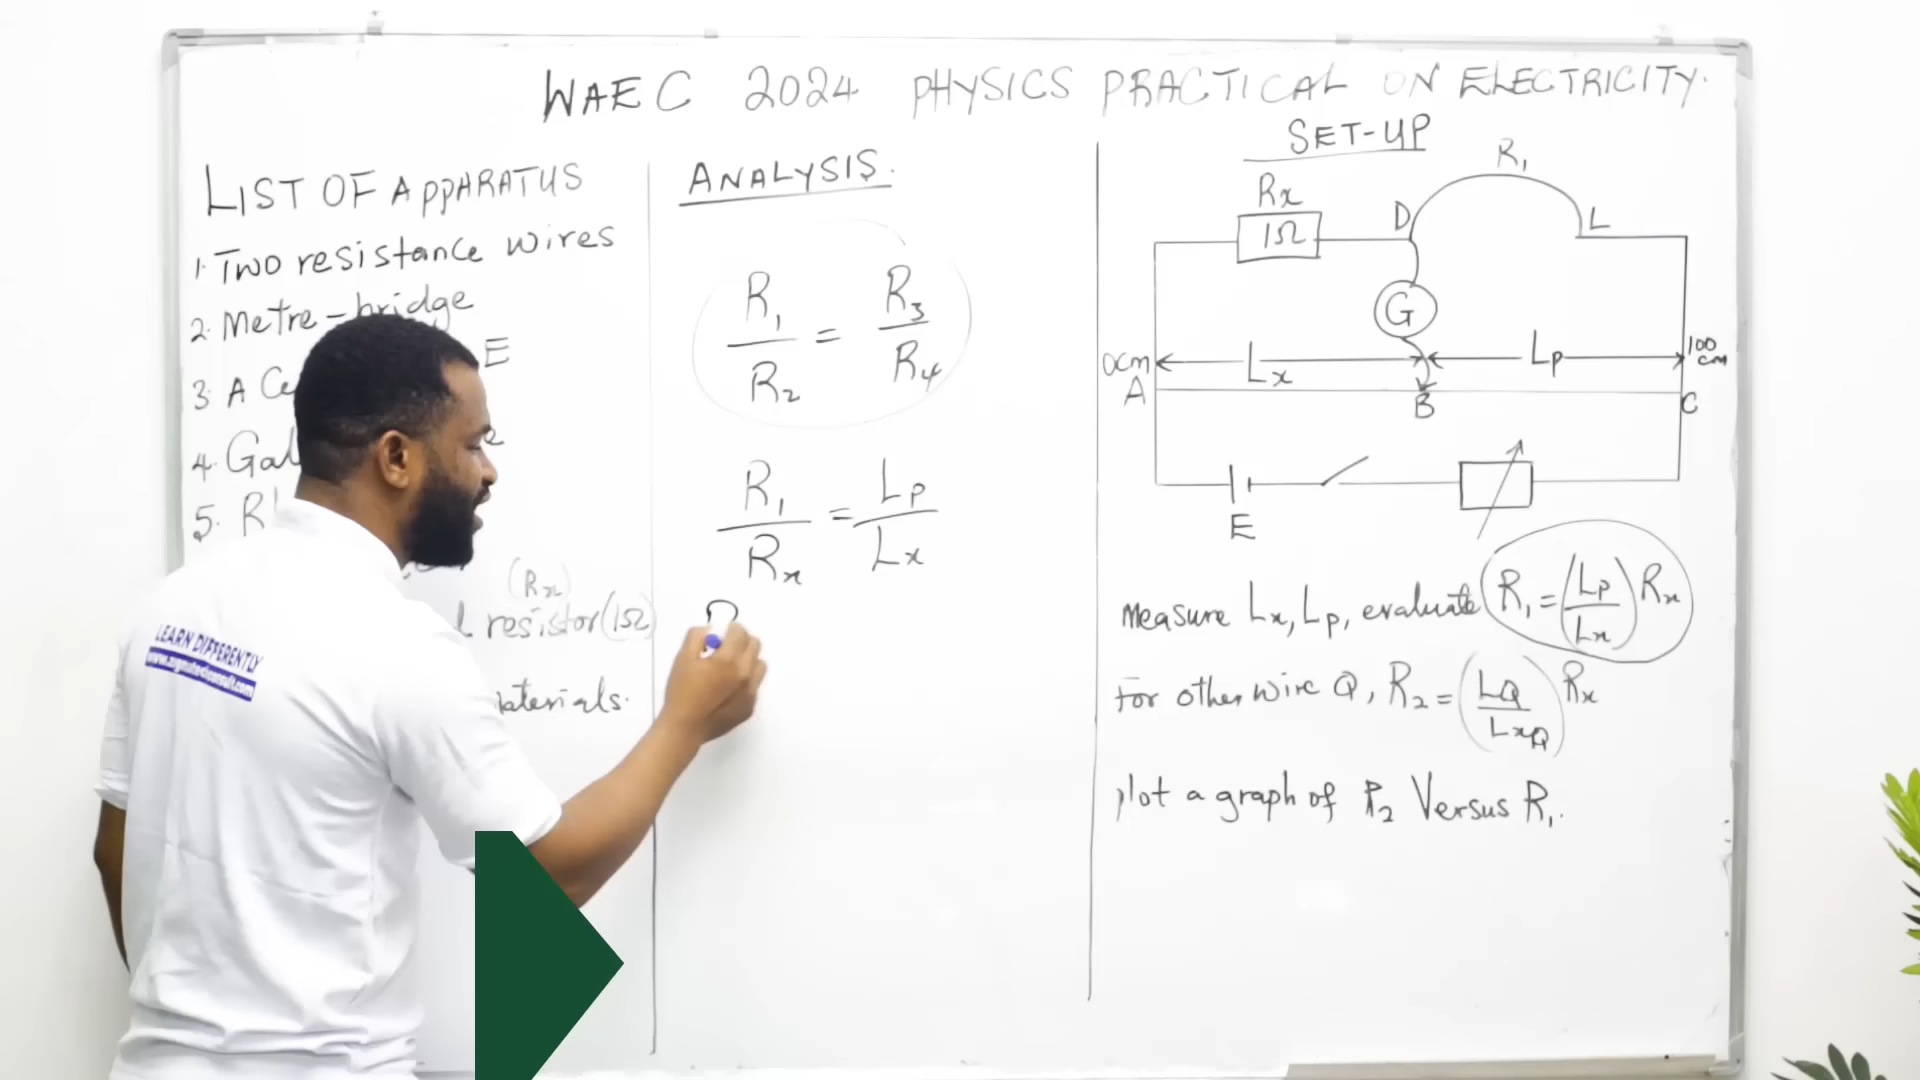 WAEC 2024 PHYSICS PRACTICAL ON ELECTRICITY.
LIST OF APPARATUS
1. Two resistance wires
2. Metre-bridge
3. A Ce E
4. Gal e
5. R
(Rx)
l resistor (1Ω)
aterials.
ANALYSIS.
R1/R2 = R3/R4
R1/Rx = Lp/Lx
SET-UP
Rx
1Ω
D
R1
L
G
0cm
Lx
Lp
100 cm
A
B
C
E
Measure Lx, Lp, evaluate R1 = (Lp/Lx) Rx
For other wire Q, R2 = (LQ/LxQ) Rx
plot a graph of R2 Versus R1.
LEARN DIFFERENTLY